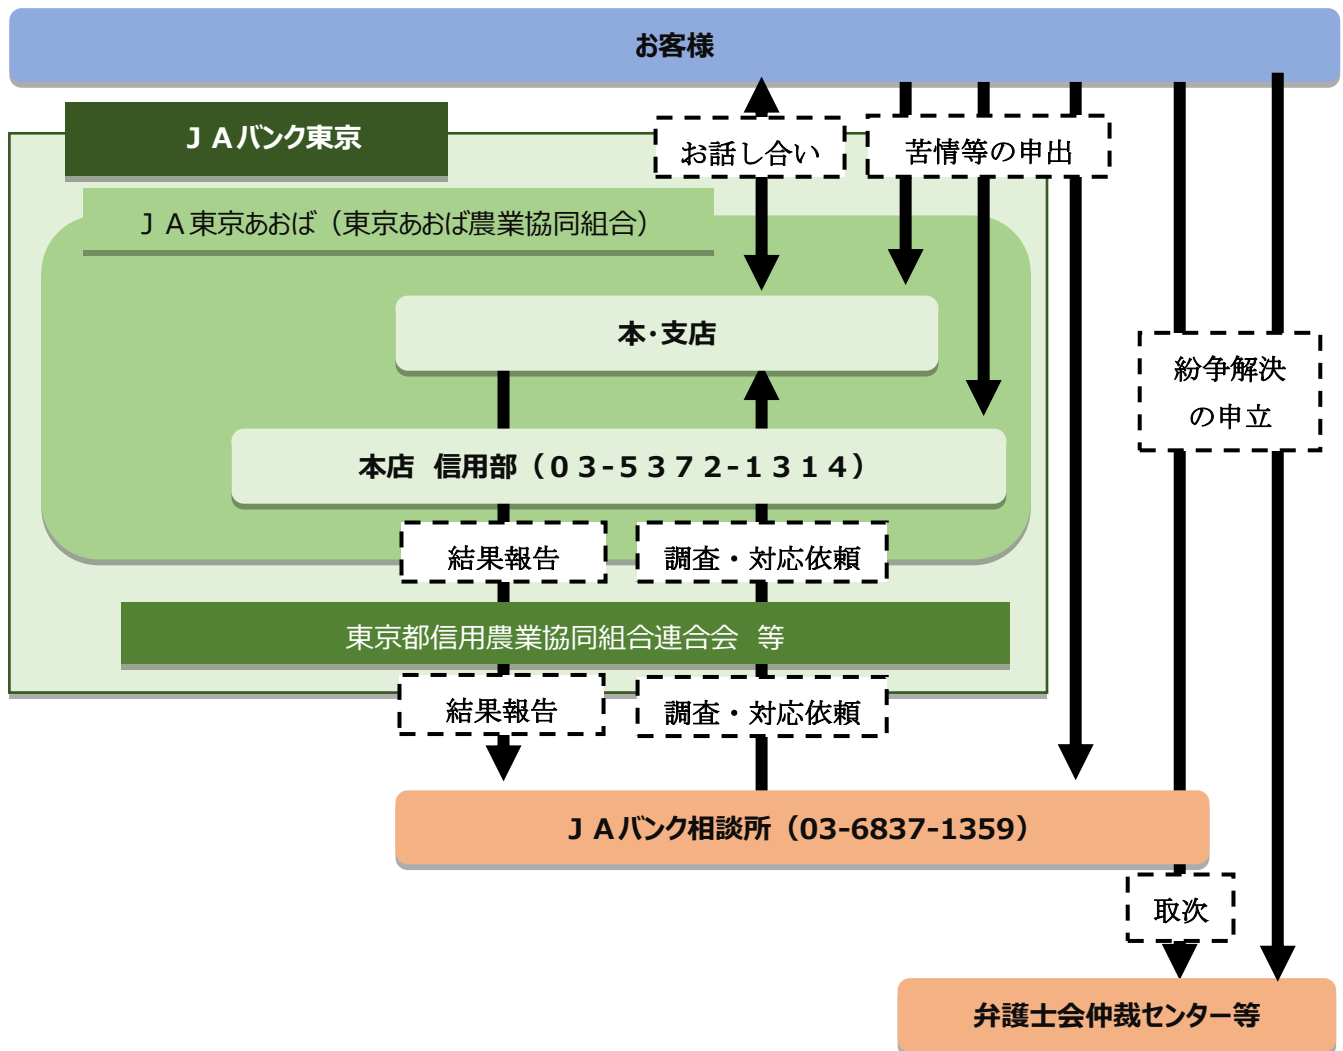 お客様
ＪＡバンク東京
お話し合い
苦情等の申出
ＪＡ東京あおば（東京あおば農業協同組合）
本・支店
紛争解決
の申立
本店 信用部（０３-５３７２-１３１４）
結果報告
調査・対応依頼
東京都信用農業協同組合連合会 等
結果報告
調査・対応依頼
ＪＡバンク相談所（03-6837-1359）
取次
弁護士会仲裁センター等